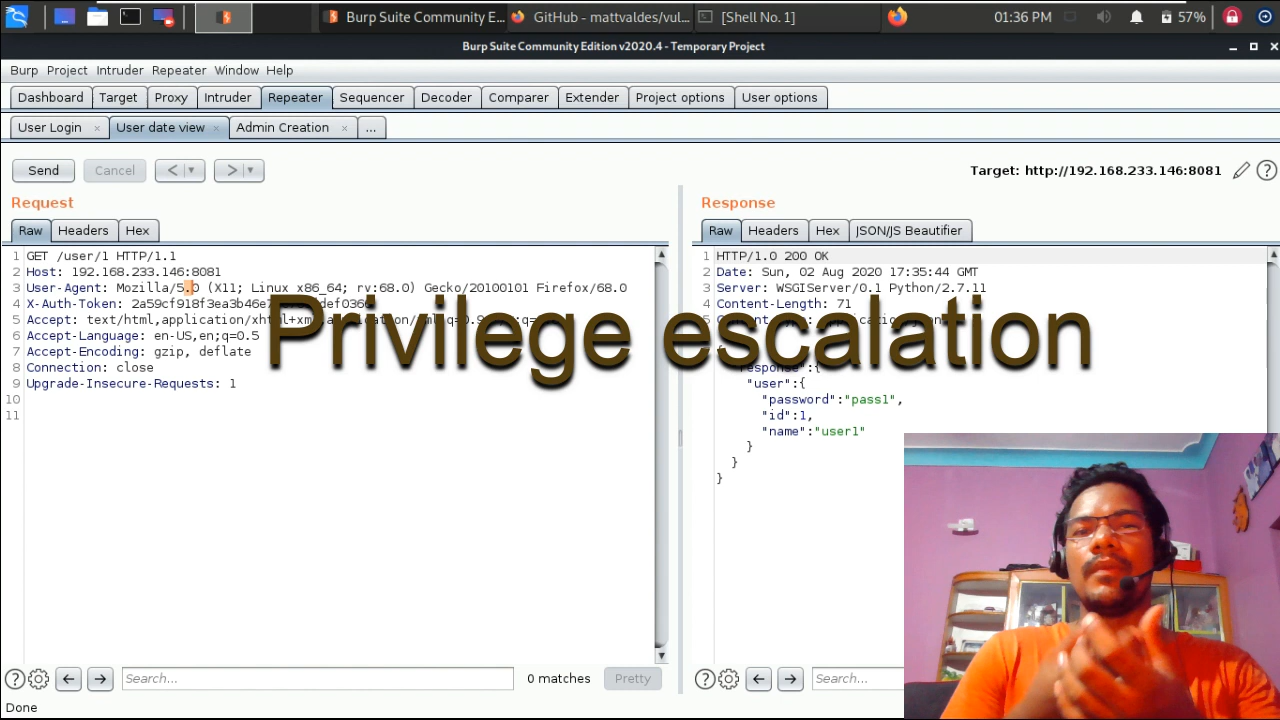 Burp Suite Community E... GitHub - mattvaldes/vul... [Shell No. 1] 01:36 PM 57%
Burp Suite Community Edition v2020.4 - Temporary Project
Burp Project Intruder Repeater Window Help
Dashboard Target Proxy Intruder Repeater Sequencer Decoder Comparer Extender Project options User options
User Login × User date view × Admin Creation × ...
Send Cancel < > Target: http://192.168.233.146:8081
Request
Raw Headers Hex
1 GET /user/1 HTTP/1.1
2 Host: 192.168.233.146:8081
3 User-Agent: Mozilla/5.0 (X11; Linux x86_64; rv:68.0) Gecko/20100101 Firefox/68.0
4 X-Auth-Token:
5 Accept:
6 Accept-Language: en-US,en;q=0.5
7 Accept-Encoding: gzip, deflate
8 Connection: close
9 Upgrade-Insecure-Requests: 1
10
11
Search... 0 matches Pretty
Done
Response
Raw Headers Hex JSON/JS Beautifier
1 HTTP/1.0 200 OK
2 Date: Sun, 02 Aug 2020 17:35:44 GMT
3 Server: WSGIServer/0.1 Python/2.7.11
4 Content-Length: 71
5
"response":{
"user":{
"password":"pass1",
"id":1,
"name":"user1"
}
}
}
Search...
Privilege escalation